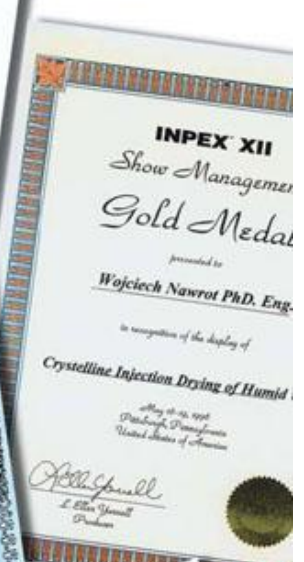 INPEX XII
Show Managemen
Gold Medal
presented to
Wojciech Nawrot PhD. Eng.
in recognition of the display of
Crystelline Injection Drying of Humid
Pittsburgh, Pennsylvania
United States of America
Producer